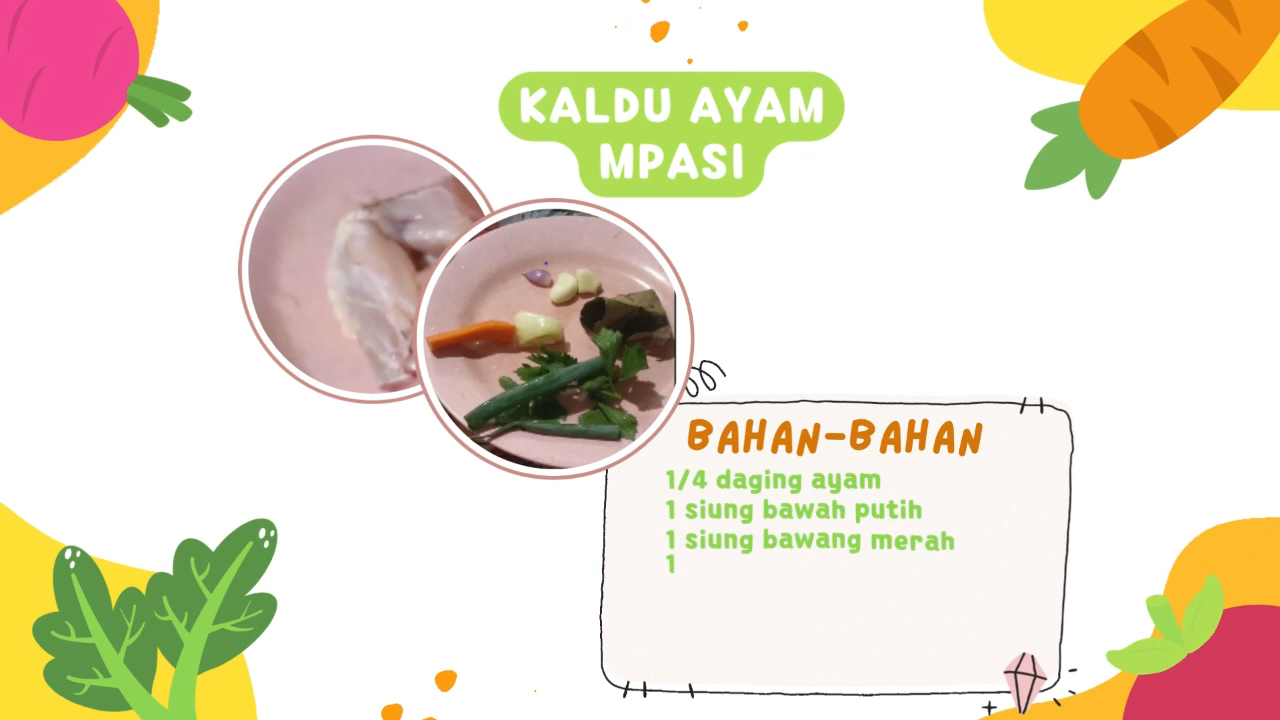 KALDU AYAM
MPASI
BAHAN-BAHAN
1/4 daging ayam
1 siung bawah putih
1 siung bawang merah
1